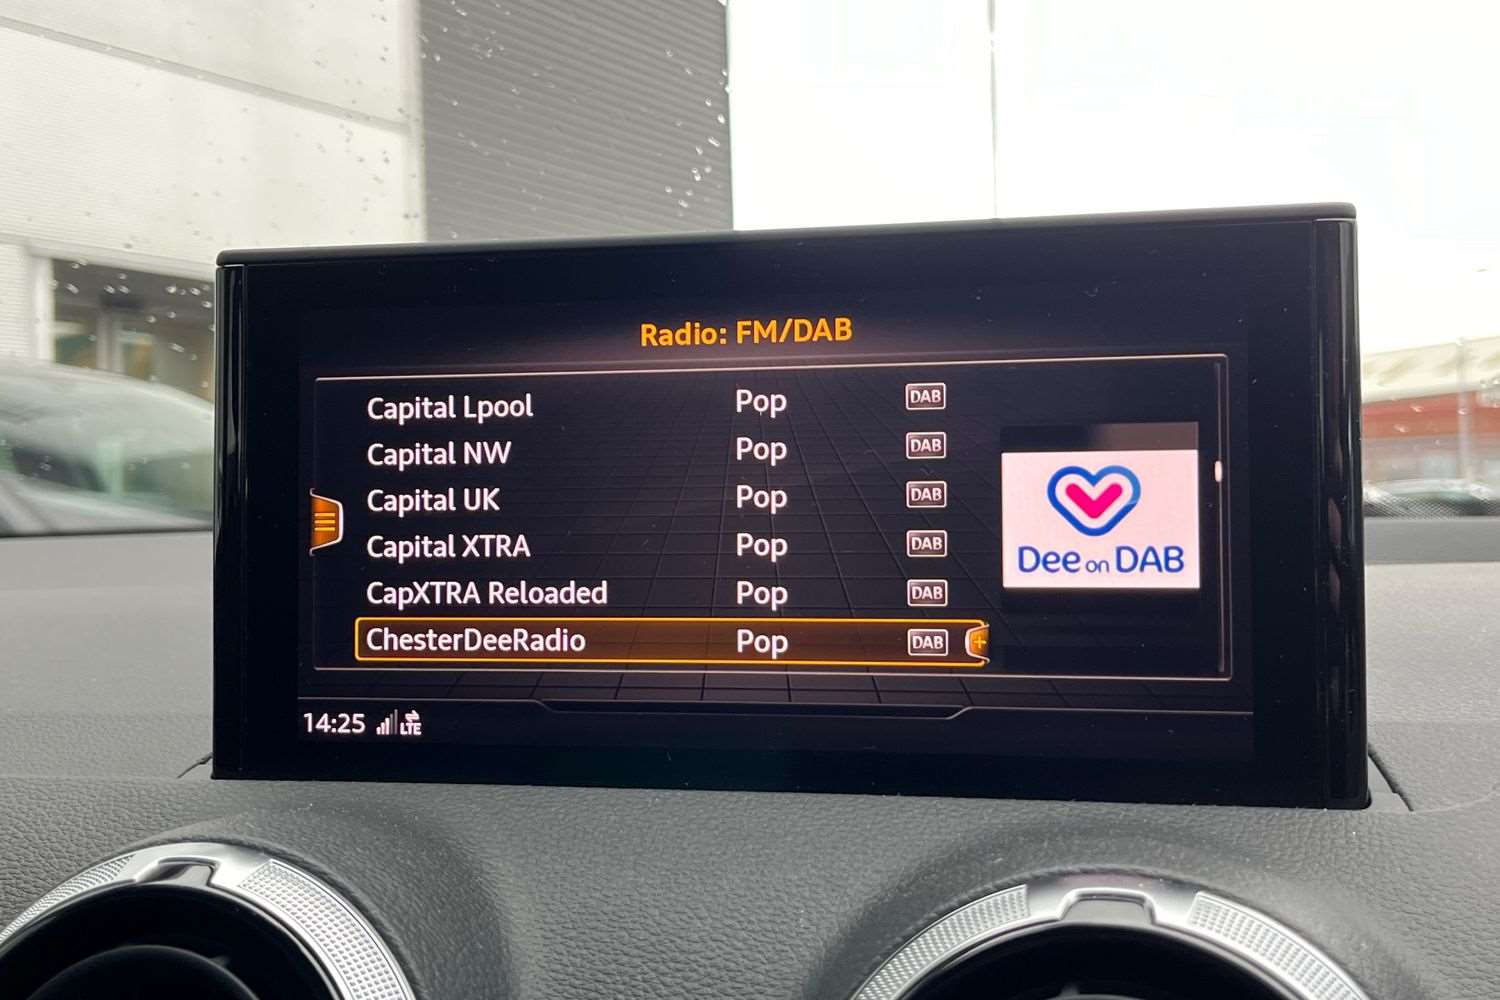 Radio: FM/DAB
Capital Lpool Pop DAB
Capital NW Pop DAB
Capital UK Pop DAB
Capital XTRA Pop DAB
CapXTRA Reloaded Pop DAB
ChesterDeeRadio Pop DAB +
Dee on DAB
14:25 LTE